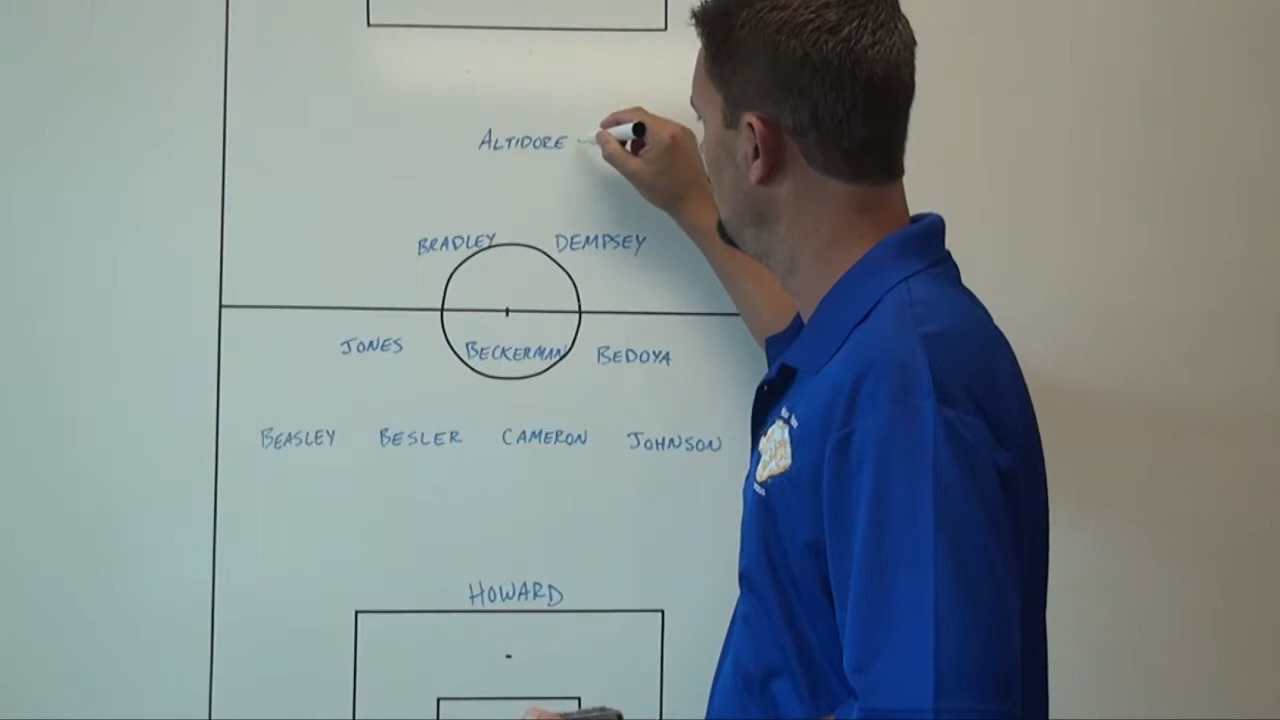 ALTIDORE
BRADLEY DEMPSEY
JONES BECKERMAN BEDOYA
BEASLEY BESLER CAMERON JOHNSON
HOWARD